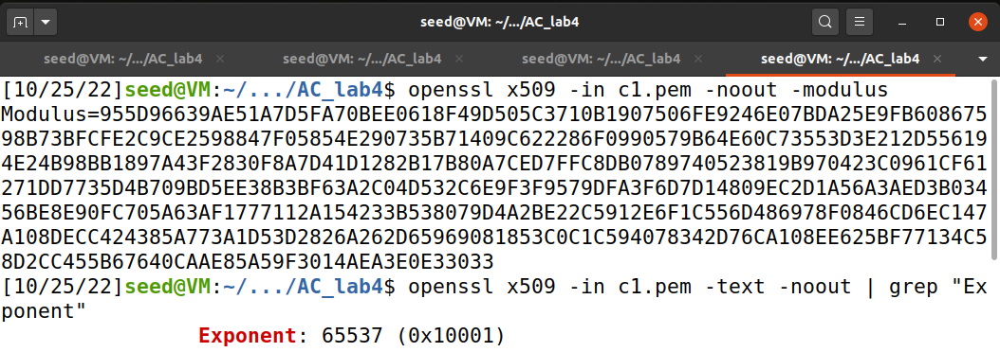 seed@VM: ~/.../AC_lab4
seed@VM: ~/.../AC_lab4 × seed@VM: ~/.../AC_lab4 × seed@VM: ~/.../AC_lab4 × seed@VM: ~/.../AC_lab4 ×
[10/25/22]seed@VM:~/.../AC_lab4$ openssl x509 -in c1.pem -noout -modulus
Modulus=955D96639AE51A7D5FA70BEE0618F49D505C3710B1907506FE9246E07BDA25E9FB608675
98B73BFCFE2C9CE2598847F05854E290735B71409C622286F0990579B64E60C73553D3E212D55619
4E24B98BB1897A43F2830F8A7D41D1282B17B80A7CED7FFC8DB0789740523819B970423C0961CF61
271DD7735D4B709BD5EE38B3BF63A2C04D532C6E9F3F9579DFA3F6D7D14809EC2D1A56A3AED3B034
56BE8E90FC705A63AF1777112A154233B538079D4A2BE22C5912E6F1C556D486978F0846CD6EC147
A108DECC424385A773A1D53D2826A262D65969081853C0C1C594078342D76CA108EE625BF77134C5
8D2CC455B67640CAAE85A59F3014AEA3E0E33033
[10/25/22]seed@VM:~/.../AC_lab4$ openssl x509 -in c1.pem -text -noout | grep "Ex
ponent"
Exponent: 65537 (0x10001)